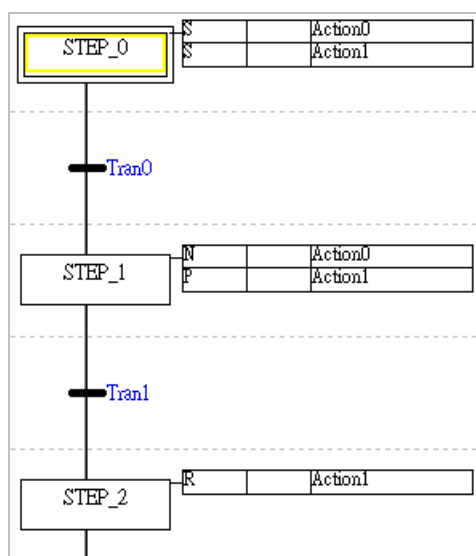 STEP_0 S Action0
S Action1
Tran0
STEP_1 N Action0
P Action1
Tran1
STEP_2 R Action1